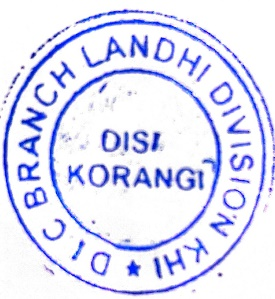 D I C BRANCH LANDHI DIVISION KHI ★
DISI
KORANGI